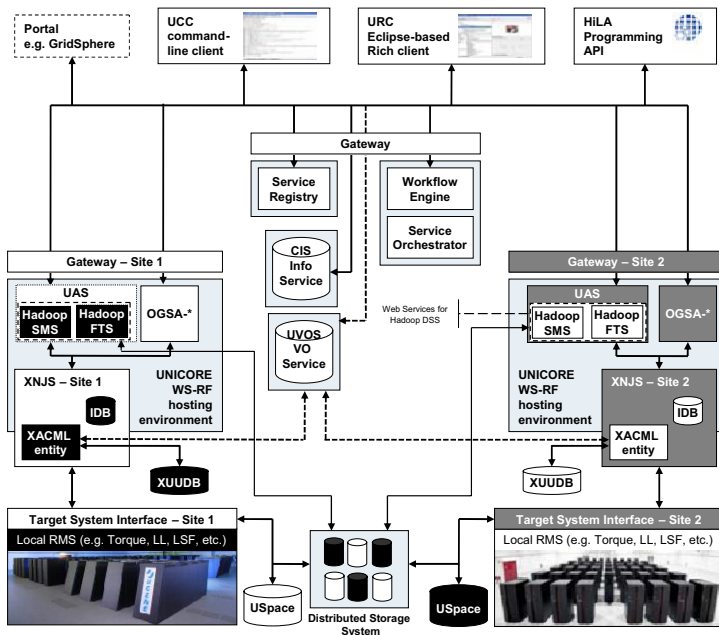 Portal
e.g. GridSphere
UCC
command-
line client
URC
Eclipse-based
Rich client
HiLA
Programming
API
Gateway
Service
Registry
Workflow
Engine
Service
Orchestrator
CIS
Info
Service
UVOS
VO
Service
Gateway – Site 1
UAS
Hadoop
SMS
Hadoop
FTS
OGSA-*
UNICORE
WS-RF
hosting
environment
XNJS – Site 1
IDB
XACML
entity
XUUDB
Target System Interface – Site 1
Local RMS (e.g. Torque, LL, LSF, etc.)
USpace
Web Services for
Hadoop DSS
Gateway – Site 2
UAS
Hadoop
SMS
Hadoop
FTS
OGSA-*
UNICORE
WS-RF
hosting
environment
XNJS – Site 2
IDB
XACML
entity
XUUDB
Target System Interface – Site 2
Local RMS (e.g. Torque, LL, LSF, etc.)
USpace
Distributed Storage
System